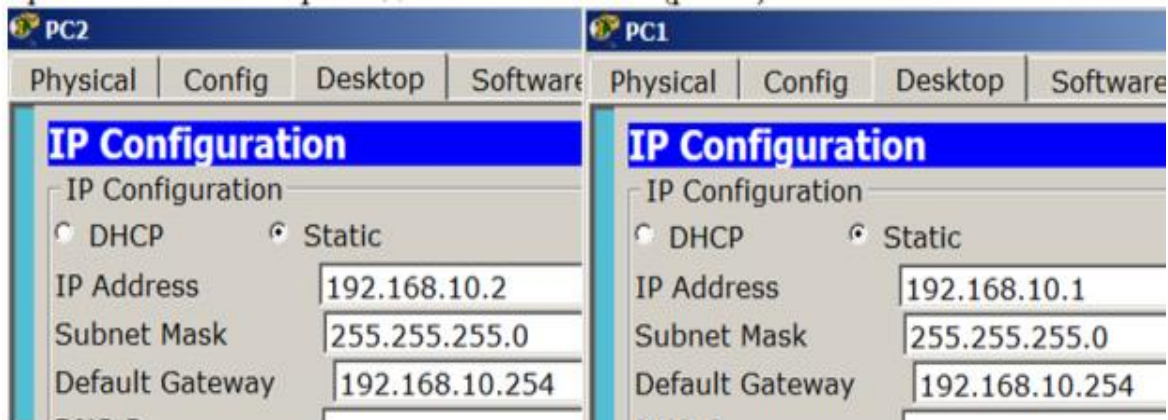 PC2
Physical Config Desktop Software
IP Configuration
IP Configuration
DHCP Static
IP Address 192.168.10.2
Subnet Mask 255.255.255.0
Default Gateway 192.168.10.254
PC1
Physical Config Desktop Software
IP Configuration
IP Configuration
DHCP Static
IP Address 192.168.10.1
Subnet Mask 255.255.255.0
Default Gateway 192.168.10.254